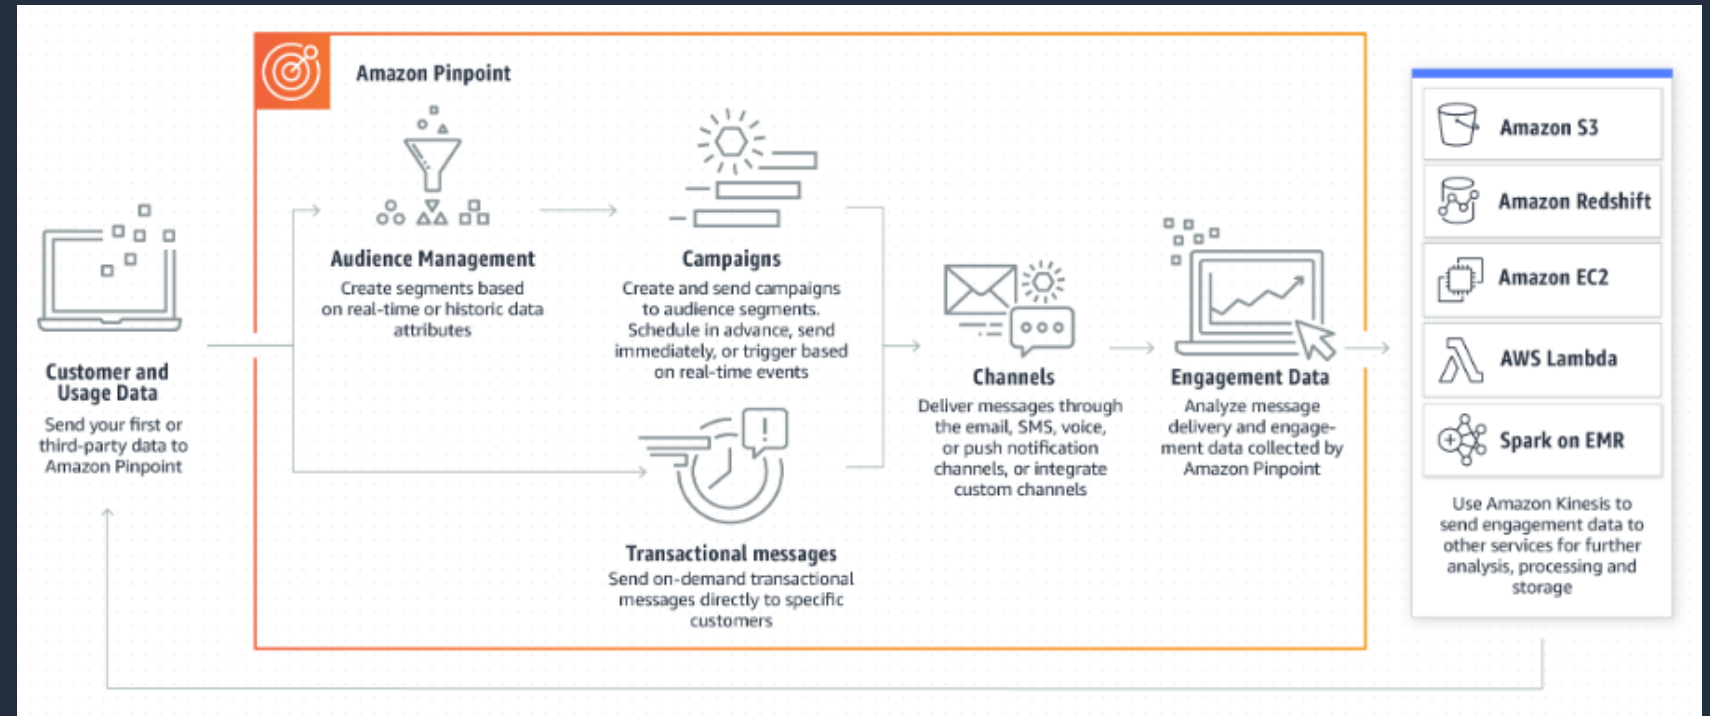 Amazon Pinpoint
Customer and
Usage Data
Send your first or
third-party data to
Amazon Pinpoint
Audience Management
Create segments based
on real-time or historic data
attributes
Campaigns
Create and send campaigns
to audience segments.
Schedule in advance, send
immediately, or trigger based
on real-time events
Transactional messages
Send on-demand transactional
messages directly to specific
customers
Channels
Deliver messages through
the email, SMS, voice,
or push notification
channels, or integrate
custom channels
Engagement Data
Analyze message
delivery and engage-
ment data collected by
Amazon Pinpoint
Amazon S3
Amazon Redshift
Amazon EC2
AWS Lambda
Spark on EMR
Use Amazon Kinesis to
send engagement data to
other services for further
analysis, processing and
storage